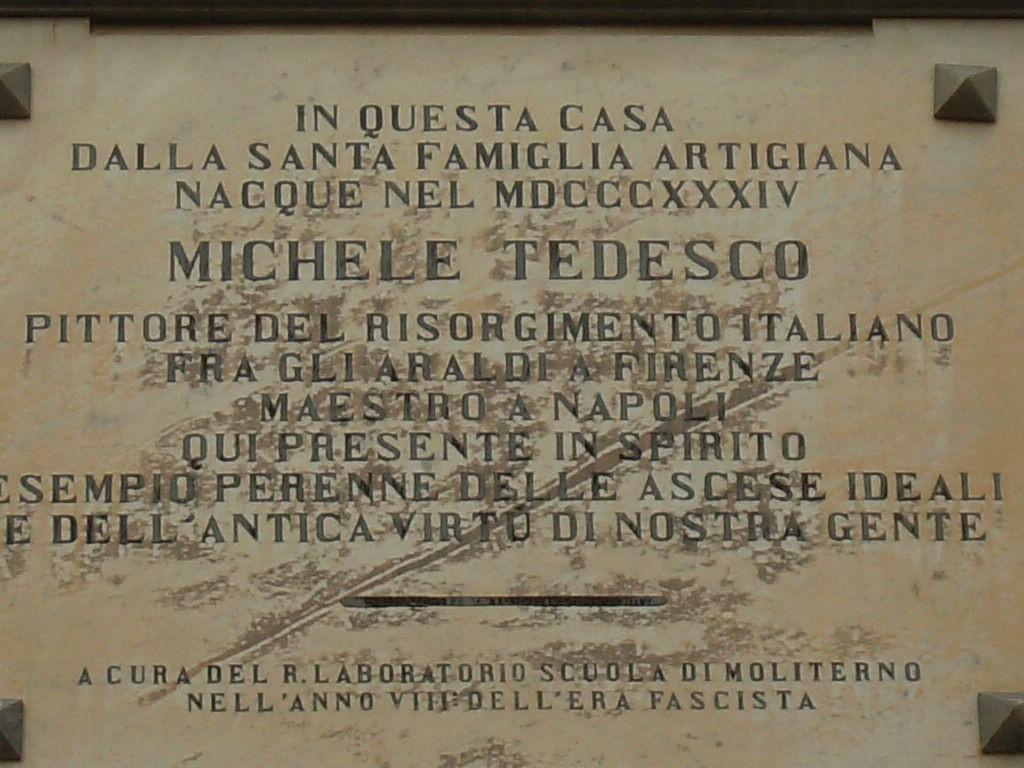 IN QUESTA CASA
DALLA SANTA FAMIGLIA ARTIGIANA
NACQUE NEL MDCCCXXXIV
MICHELE TEDESCO
PITTORE DEL RISORGIMENTO ITALIANO
FRA GLI ARALDI A FIRENZE
MAESTRO A NAPOLI
QUI PRESENTE IN SPIRITO
ESEMPIO PERENNE DELLE ASCESE IDEALI
E DELL'ANTICA VIRTÙ DI NOSTRA GENTE
A CURA DEL R. LABORATORIO SCUOLA DI MOLITERNO
NELL'ANNO VIII: DELL'ERA FASCISTA